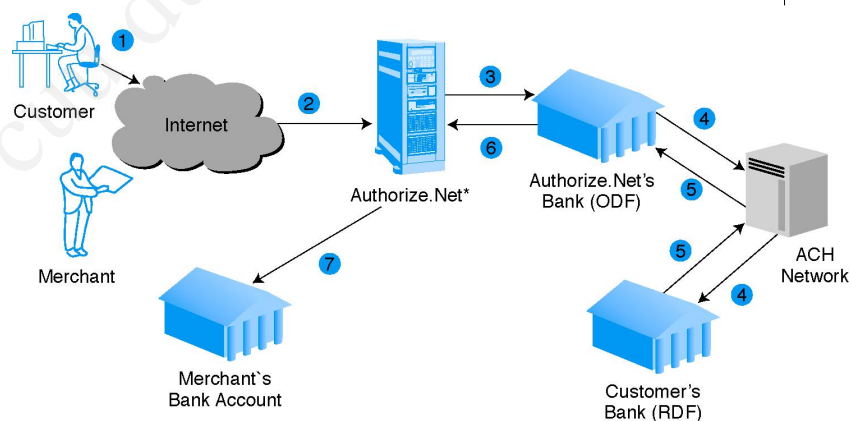 1
Customer
Internet
2
Merchant
Authorize.Net*
3
6
Authorize.Net's
Bank (ODF)
4
5
ACH
Network
5
4
Customer's
Bank (RDF)
7
Merchant`s
Bank Account